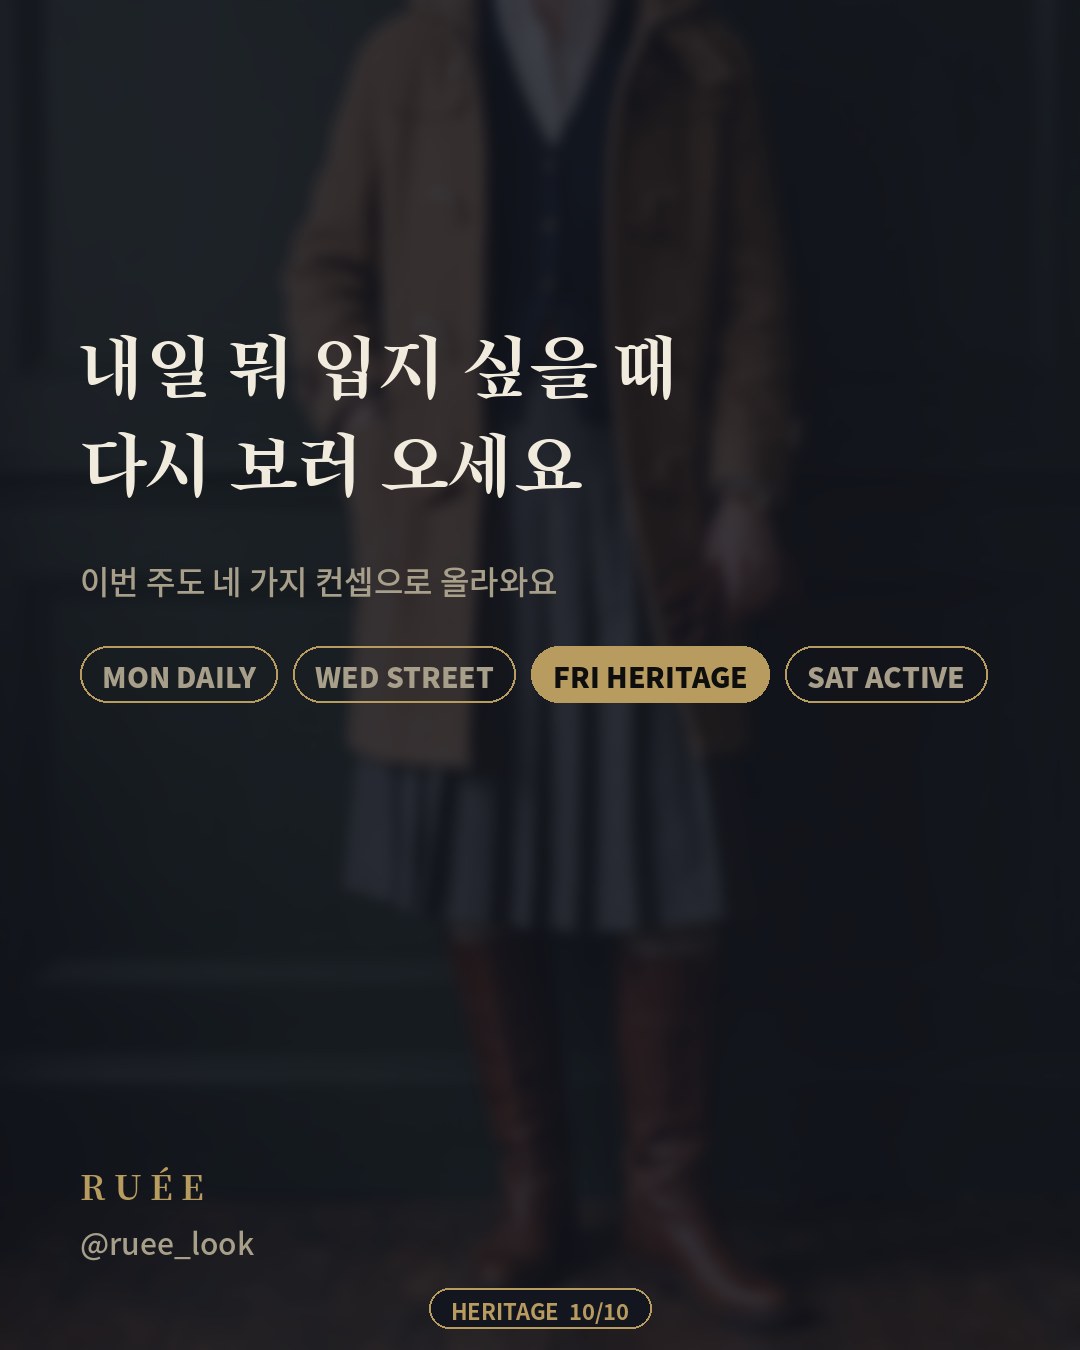 내일 뭐 입지 싶을 때
다시 보러 오세요
이번 주도 네 가지 컨셉으로 올라와요
MON DAILY WED STREET FRI HERITAGE SAT ACTIVE
RUÉE
@ruee_look
HERITAGE 10/10